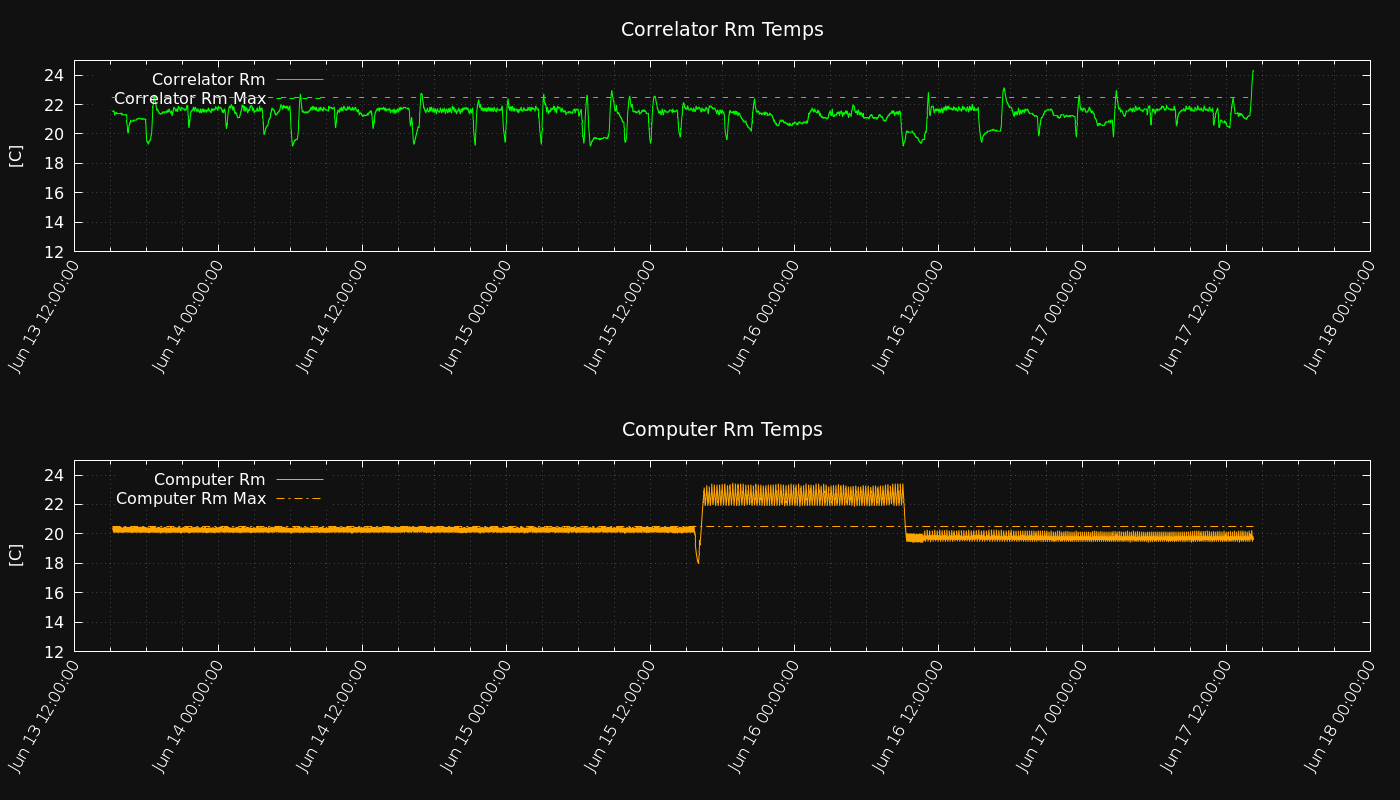 Correlator Rm Temps
Correlator Rm
Correlator Rm Max
24
22
20
18
16
14
12
[C]
Jun 13 12:00:00
Jun 14 00:00:00
Jun 14 12:00:00
Jun 15 00:00:00
Jun 15 12:00:00
Jun 16 00:00:00
Jun 16 12:00:00
Jun 17 00:00:00
Jun 17 12:00:00
Jun 18 00:00:00
Computer Rm Temps
Computer Rm
Computer Rm Max
24
22
20
18
16
14
12
[C]
Jun 13 12:00:00
Jun 14 00:00:00
Jun 14 12:00:00
Jun 15 00:00:00
Jun 15 12:00:00
Jun 16 00:00:00
Jun 16 12:00:00
Jun 17 00:00:00
Jun 17 12:00:00
Jun 18 00:00:00